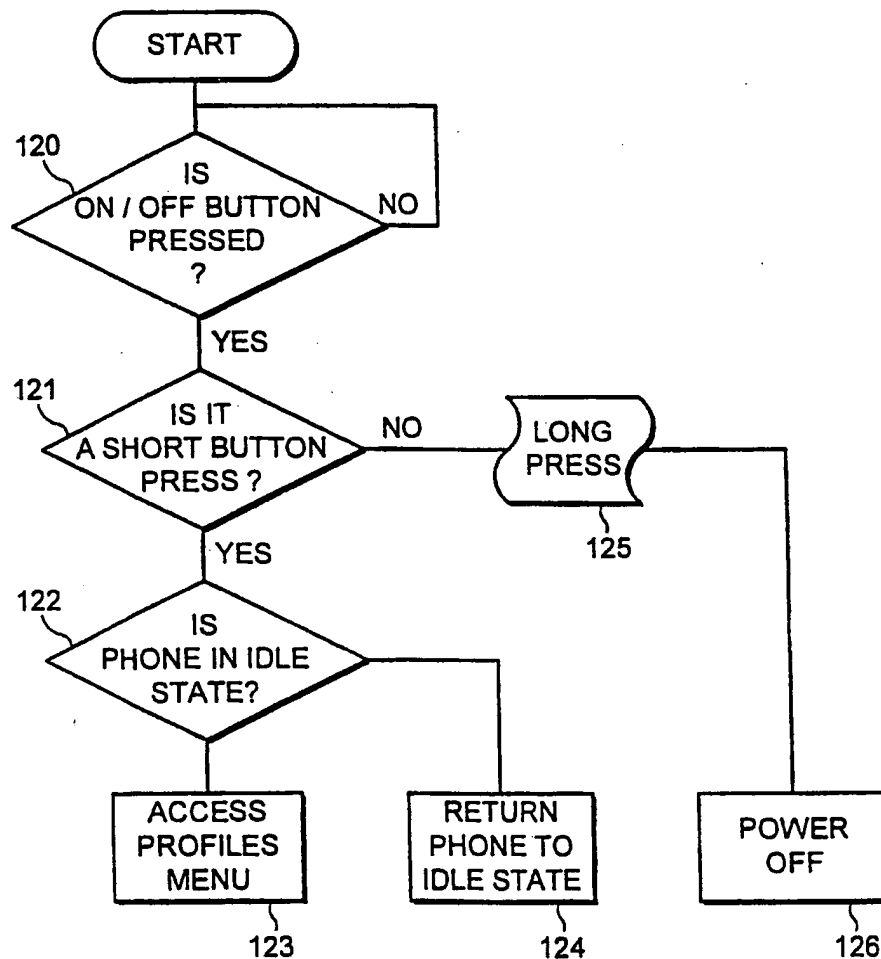 START
120
IS
ON / OFF BUTTON
PRESSED
?
NO
YES
121
IS IT
A SHORT BUTTON
PRESS ?
NO
LONG
PRESS
125
YES
122
IS
PHONE IN IDLE
STATE?
ACCESS
PROFILES
MENU
123
RETURN
PHONE TO
IDLE STATE
124
POWER
OFF
126